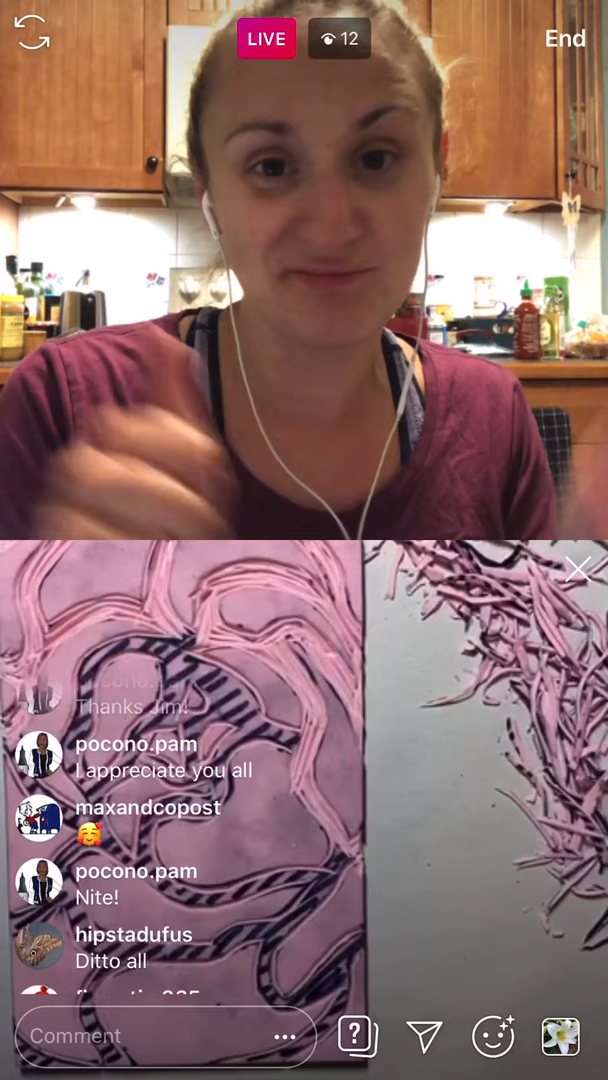 LIVE
12
End
Thanks Jim!
pocono.pam
I appreciate you all
maxandcopost
pocono.pam
Nite!
hipstadufus
Ditto all
Comment